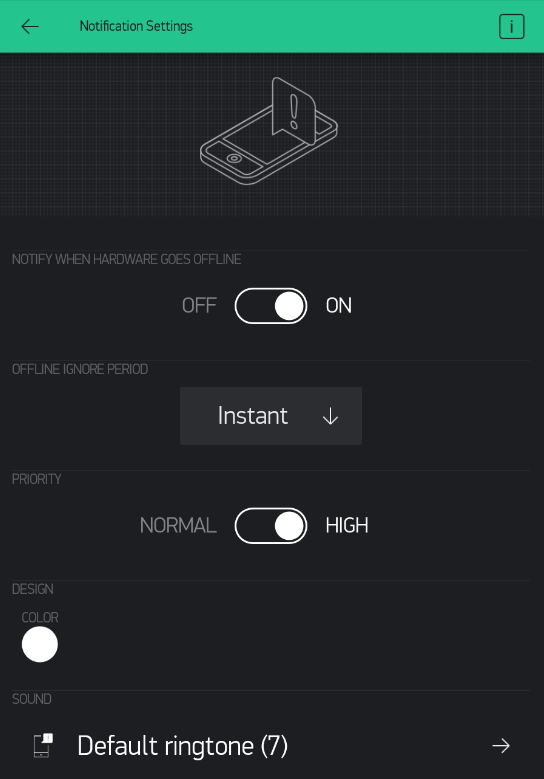 Notification Settings
i
!
NOTIFY WHEN HARDWARE GOES OFFLINE
OFF ON
OFFLINE IGNORE PERIOD
Instant
PRIORITY
NORMAL HIGH
DESIGN
COLOR
SOUND
Default ringtone (7)